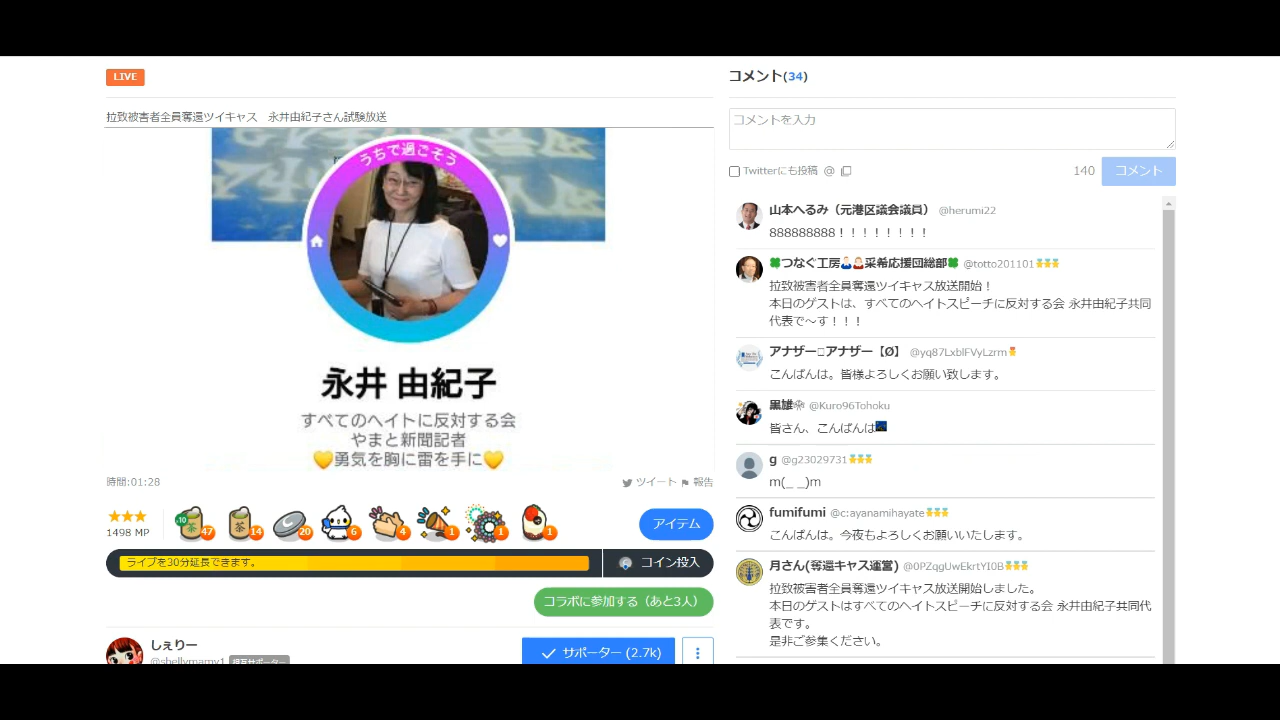 LIVE
拉致被害者全員奪還ツイキャス　永井由紀子さん試験放送
うちで過ごそう
永井 由紀子
すべてのヘイトに反対する会
やまと新聞記者
💛勇気を胸に雷を手に💛
時間:01:28
ツイート 報告
1498 MP
×10 47
14
20
6
4
1
1
1
アイテム
ライブを30分延長できます。
コイン投入
コラボに参加する（あと3人）
しぇりー
@shellymamy1 相互サポーター
サポーター (2.7k)
コメント(34)
コメントを入力
Twitterにも投稿 @
140
コメント
山本へるみ（元港区議会議員） @herumi22
888888888！！！！！！！！
🍀つなぐ工房🙇‍♂️🙇‍♀️采希応援団総部🍀 @totto201101
拉致被害者全員奪還ツイキャス放送開始！
本日のゲストは、すべてのヘイトスピーチに反対する会 永井由紀子共同
代表で〜す！！！
アナザー▯アナザー【Ø】 @yq87LxblFVyLzrm
こんばんは。皆様よろしくお願い致します。
黒雄 @Kuro96Tohoku
皆さん、こんばんは
g @g23029731
m(_ _)m
fumifumi @c:ayanamihayate
こんばんは。今夜もよろしくお願いいたします。
月さん(奪還キャス運営) @0PZqgUwEkrtYI0B
拉致被害者全員奪還ツイキャス放送開始しました。
本日のゲストはすべてのヘイトスピーチに反対する会 永井由紀子共同代
表です。
是非ご参集ください。